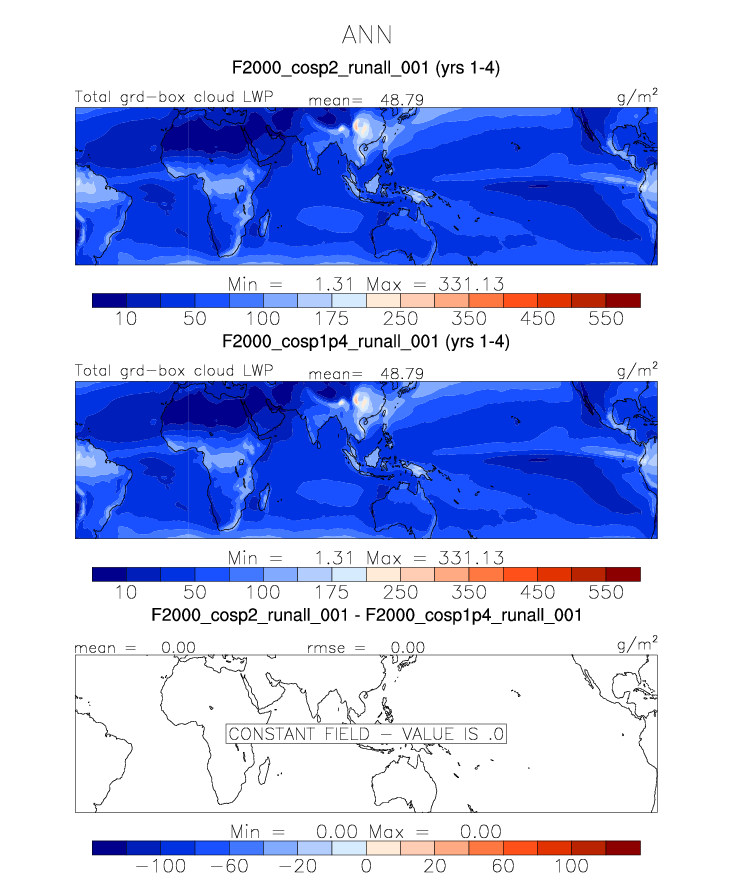 ANN
F2000_cosp2_runall_001 (yrs 1-4)
Total grd-box cloud LWP mean= 48.79 g/m²
Min = 1.31 Max = 331.13
10 50 100 175 250 350 450 550
F2000_cosp1p4_runall_001 (yrs 1-4)
Total grd-box cloud LWP mean= 48.79 g/m²
Min = 1.31 Max = 331.13
10 50 100 175 250 350 450 550
F2000_cosp2_runall_001 - F2000_cosp1p4_runall_001
mean = 0.00 rmse = 0.00 g/m²
CONSTANT FIELD - VALUE IS .0
Min = 0.00 Max = 0.00
-100 -60 -20 0 20 60 100